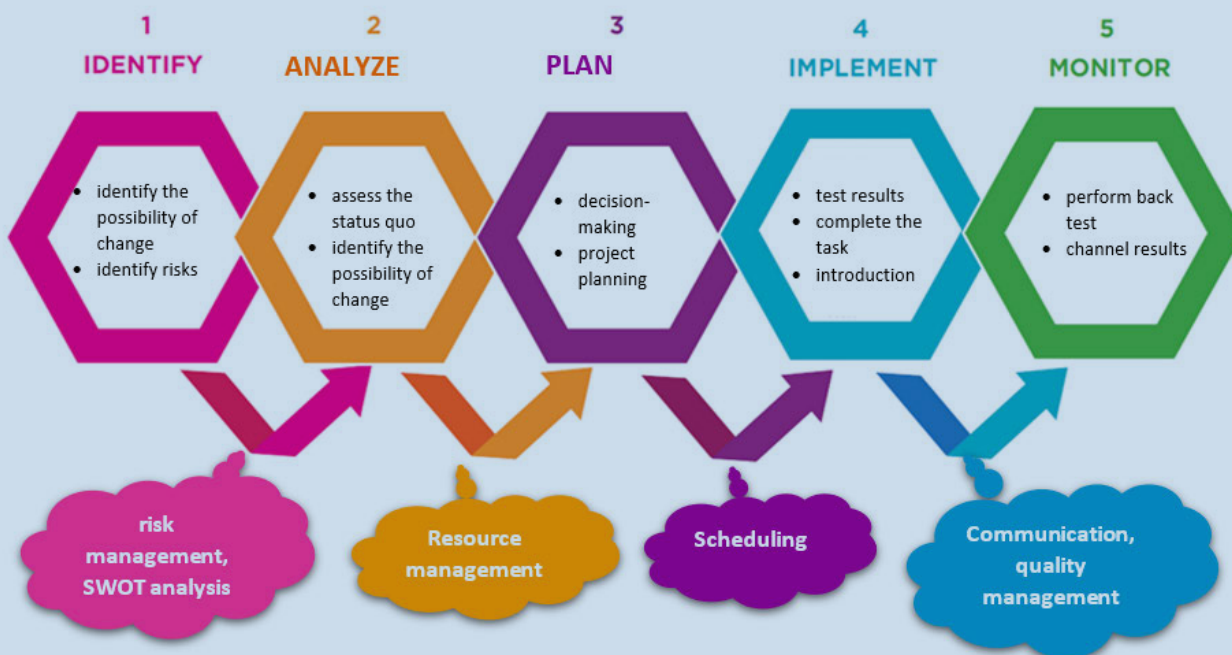 1
IDENTIFY
2
ANALYZE
3
PLAN
4
IMPLEMENT
5
MONITOR
• identify the
possibility of
change
• identify risks
• assess the
status quo
• identify the
possibility of
change
• decision-
making
• project
planning
• test results
• complete the
task
• introduction
• perform back
test
• channel results
risk
management,
SWOT analysis
Resource
management
Scheduling
Communication,
quality
management